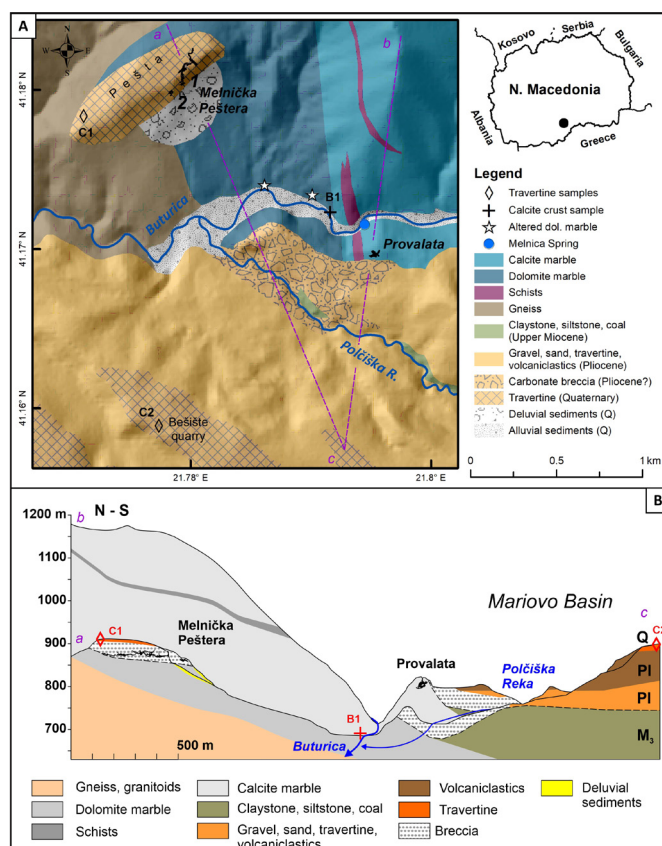 A
N
W
E
S
a
b
Pešta
1
2
Melnička
Peštera
C1
B1
Buturica
Provalata
Polčiška R.
C2
Bešište
quarry
c
41.18° N
41.17° N
41.16° N
21.78° E
21.8° E
Kosovo
Serbia
Bulgaria
N. Macedonia
Albania
Greece
Legend
Travertine samples
Calcite crust sample
Altered dol. marble
Melnica Spring
Calcite marble
Dolomite marble
Schists
Gneiss
Claystone, siltstone, coal
(Upper Miocene)
Gravel, sand, travertine,
volcaniclastics (Pliocene)
Carbonate breccia (Pliocene?)
Travertine (Quaternary)
Deluvial sediments (Q)
Alluvial sediments (Q)
0 0.5 1 km
B
1200 m
N - S
b
1100
1000
900
800
700
a
C1
Melnička
Peštera
500 m
B1
Buturica
Provalata
Mariovo Basin
Polčiška
Reka
c
Q
C2
Pl
Pl
M3
Gneiss, granitoids
Dolomite marble
Schists
Calcite marble
Claystone, siltstone, coal
Gravel, sand, travertine,
volcaniclastics
Volcaniclastics
Travertine
Breccia
Deluvial
sediments